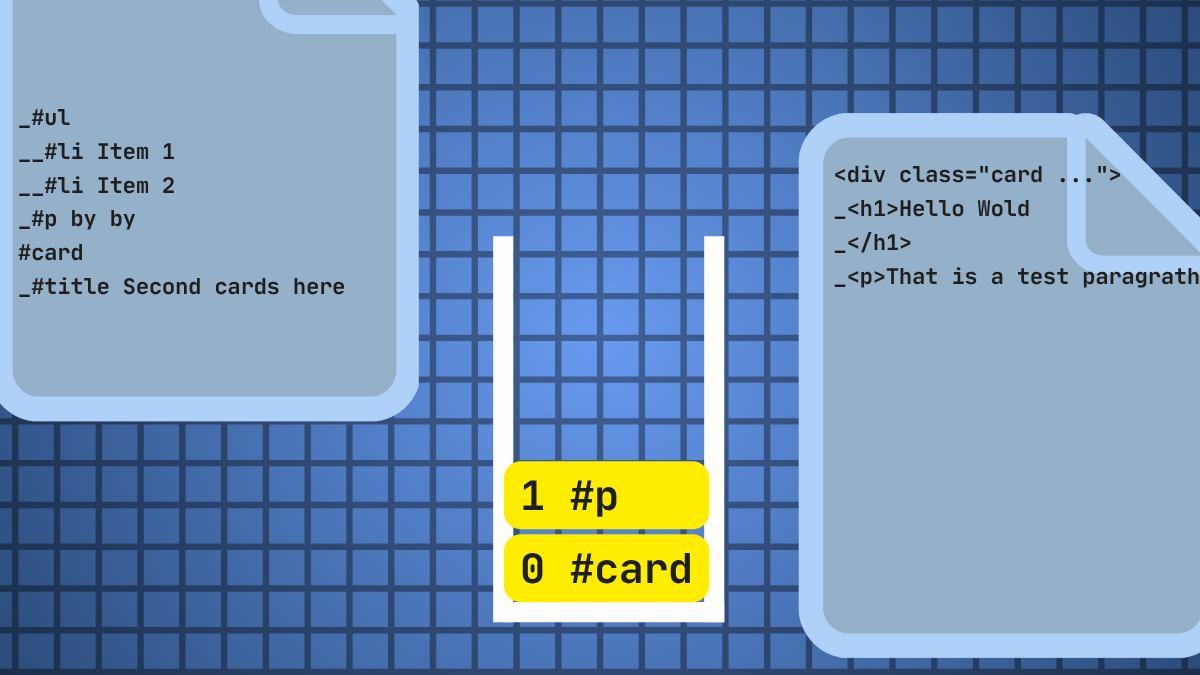 _#ul
__#li Item 1
__#li Item 2
_#p by by
#card
_#title Second cards here
1 #p
0 #card
<div class="card ...">
_<h1>Hello Wold
_</h1>
_<p>That is a test paragrath